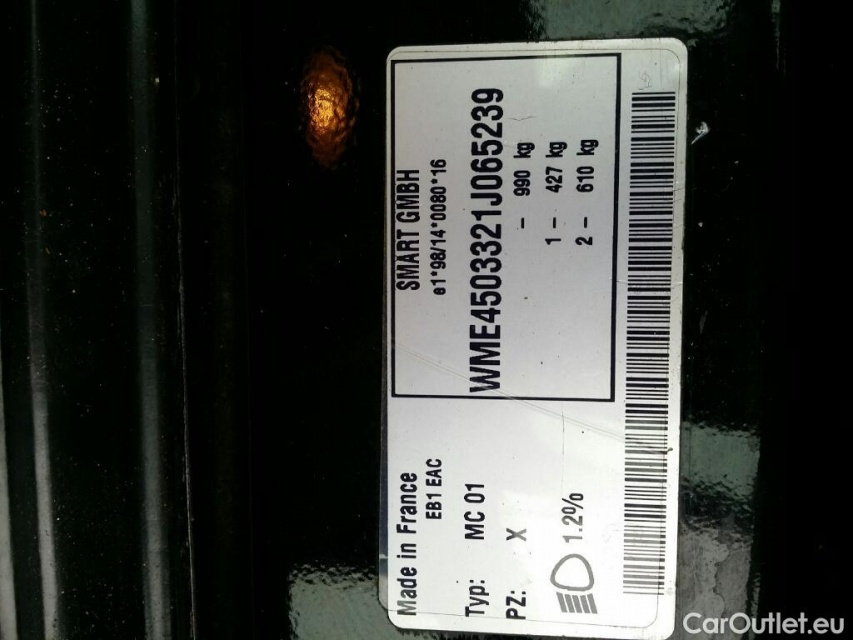 SMART GMBH
e1*98/14*0080*16
WME4503321J065239
- 990 kg
1- 427 kg
2- 610 kg
Made in France
EB1 EAC
Typ: MC 01
PZ: X
1.2%
CarOutlet.eu